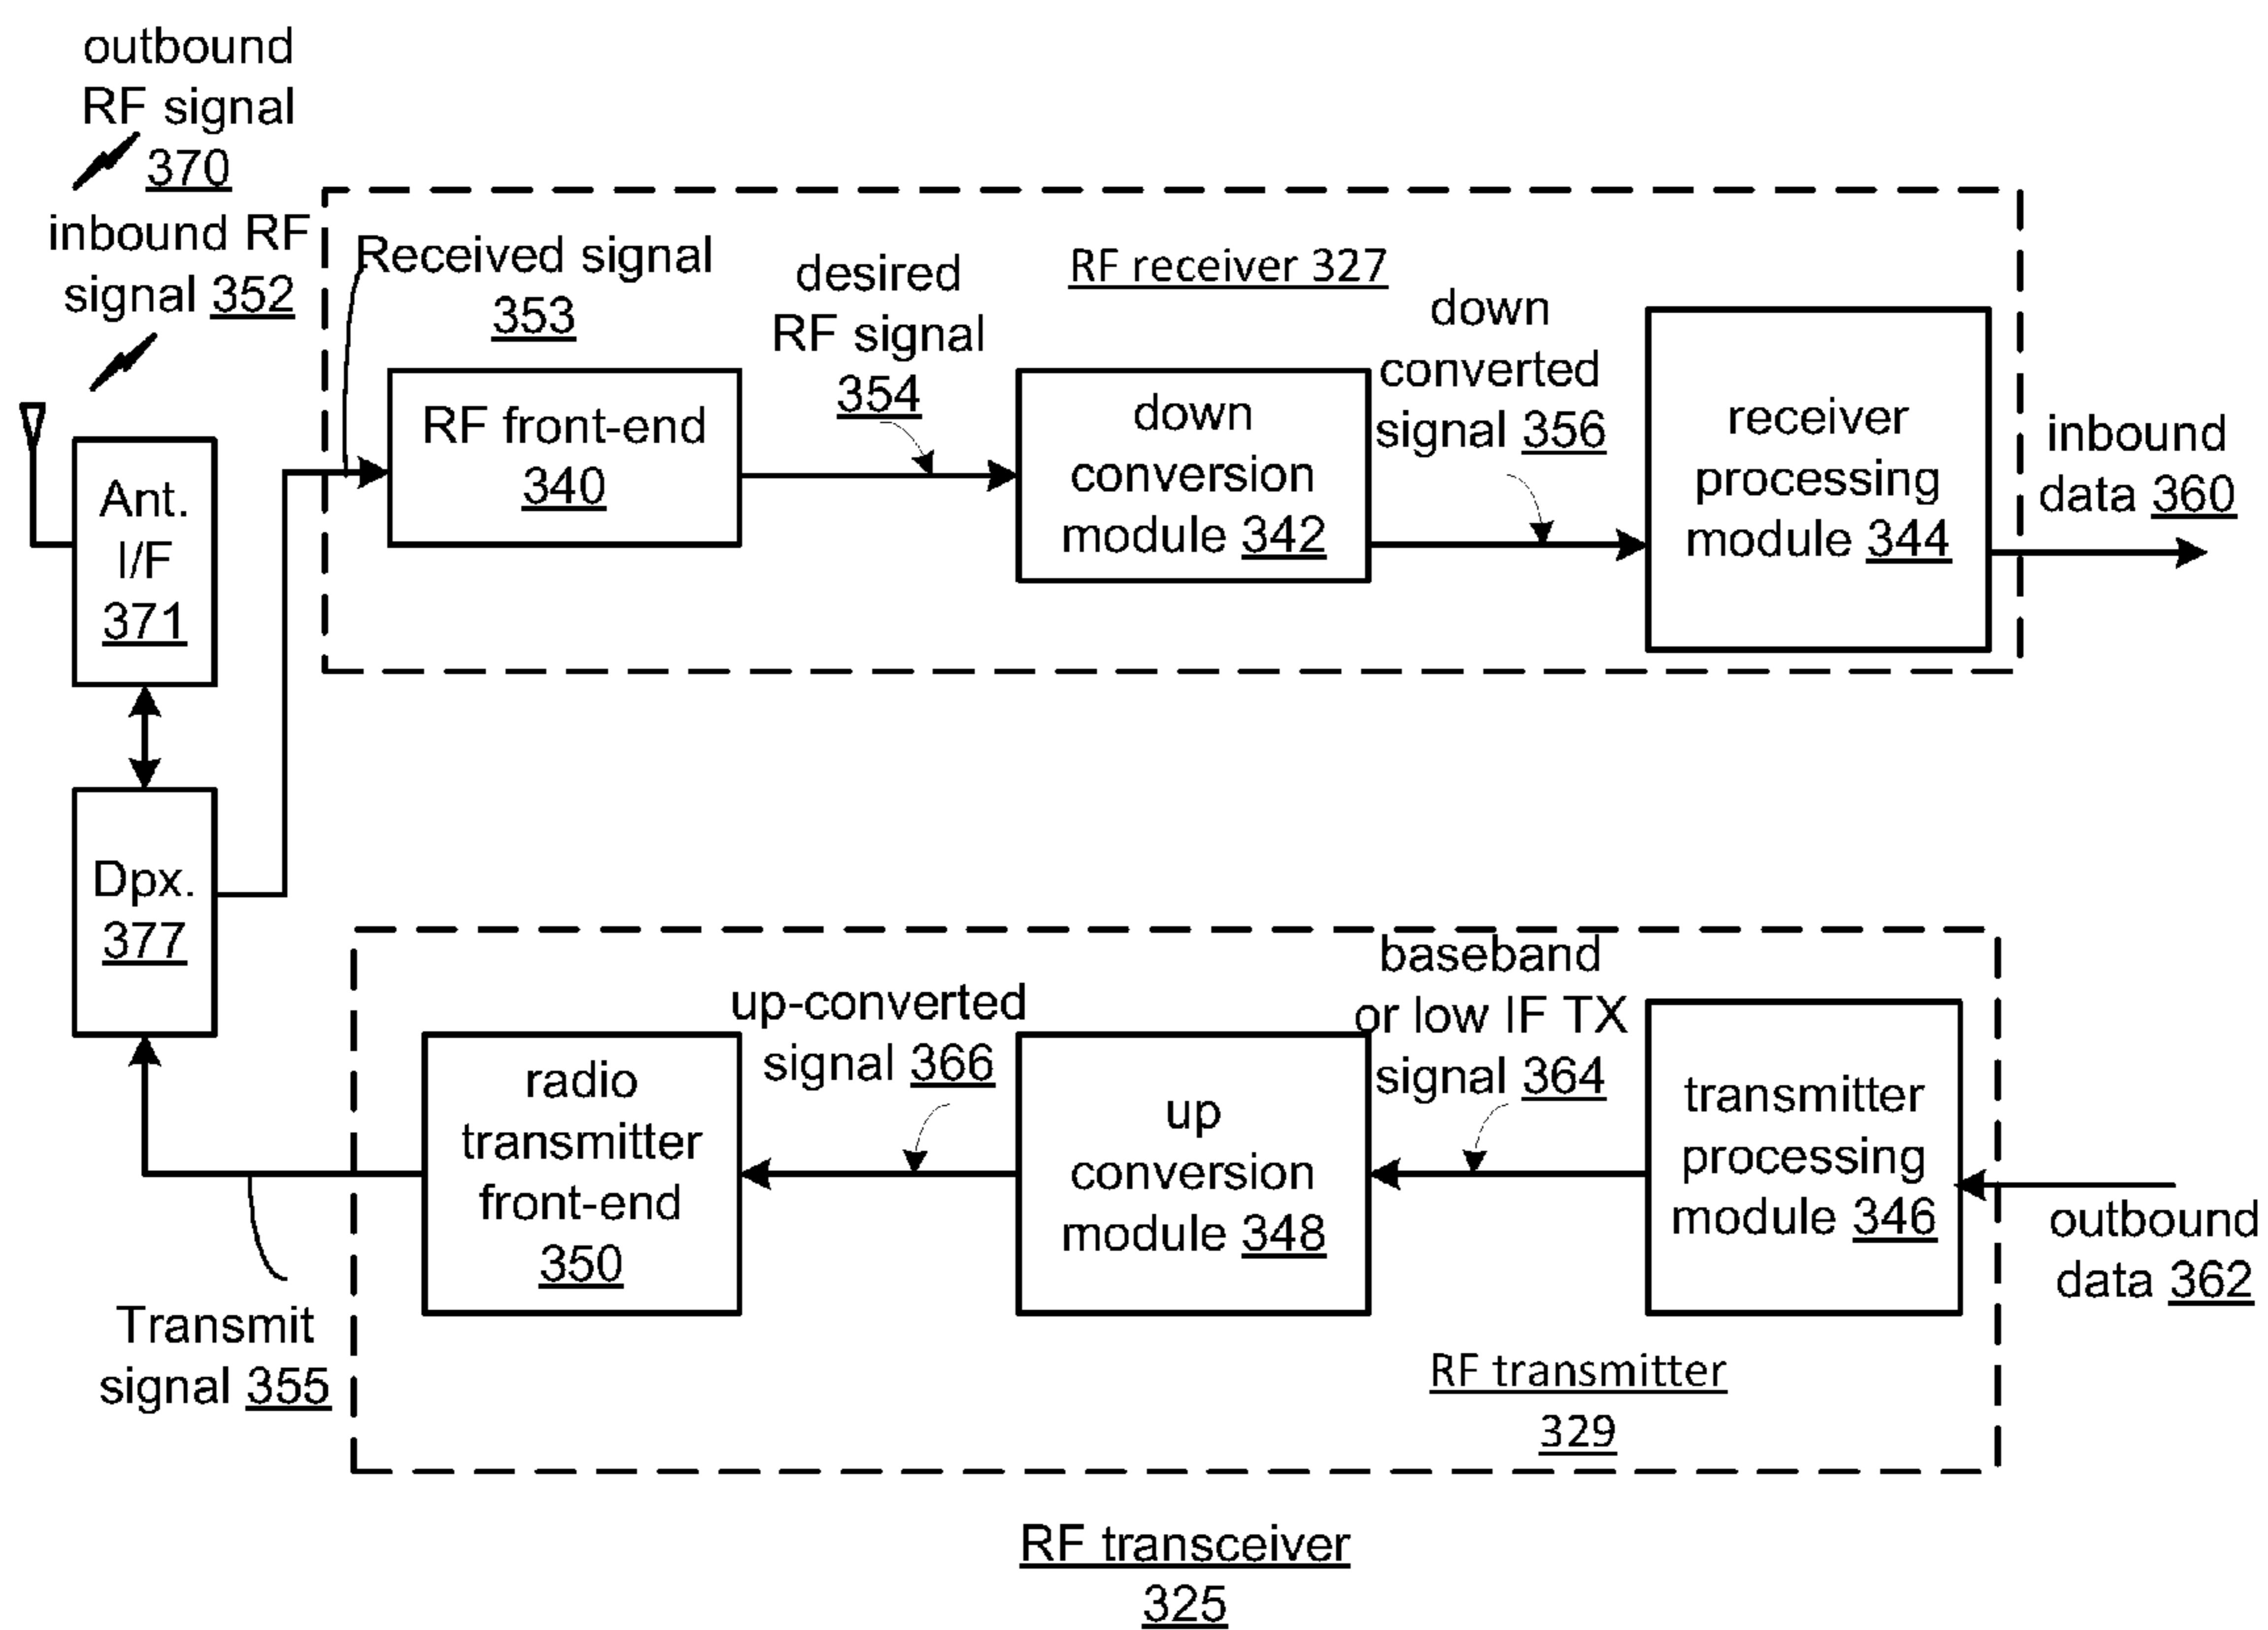 outbound
RF signal
370
inbound RF
signal 352
Received signal
353
desired
RF signal
354
RF receiver 327
down
converted
signal 356
RF front-end
340
down
conversion
module 342
receiver
processing
module 344
inbound
data 360
Ant.
I/F
371
Dpx.
377
up-converted
signal 366
baseband
or low IF TX
signal 364
radio
transmitter
front-end
350
up
conversion
module 348
transmitter
processing
module 346
outbound
data 362
Transmit
signal 355
RF transmitter
329
RF transceiver
325